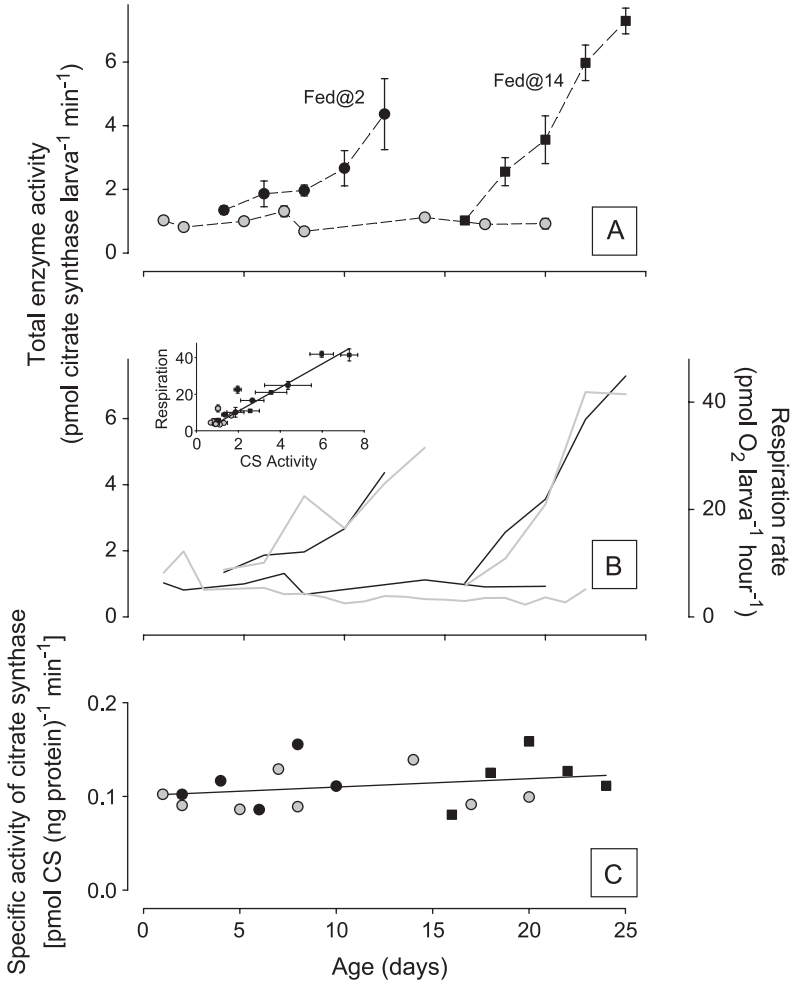 Total enzyme activity
(pmol citrate synthase larva⁻¹ min⁻¹)
6
4
2
0
Fed@2
Fed@14
A
Respiration
40
20
0
0
2
4
6
8
CS Activity
6
4
2
0
40
20
0
Respiration rate
(pmol O₂ larva⁻¹ hour⁻¹)
B
Specific activity of citrate synthase
[pmol CS (ng protein)⁻¹ min⁻¹]
0.2
0.1
0.0
C
0
5
10
15
20
25
Age (days)